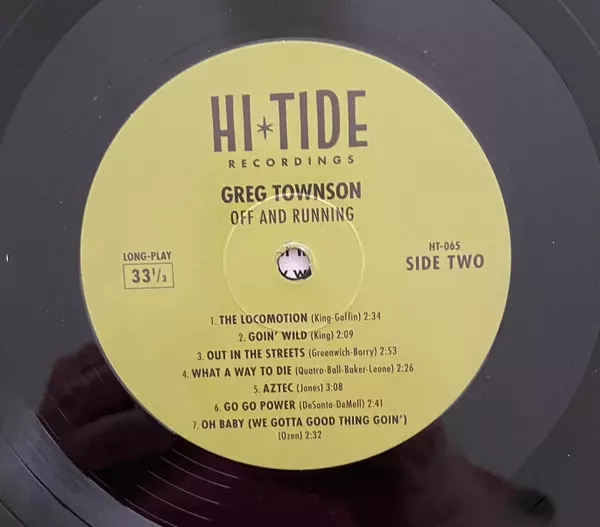 HI★TIDE
RECORDINGS
GREG TOWNSON
OFF AND RUNNING
LONG-PLAY
33 1/3
HT-065
SIDE TWO
1. THE LOCOMOTION (King-Goffin) 2:34
2. GOIN' WILD (King) 2:09
3. OUT IN THE STREETS (Greenwich-Barry) 2:53
4. WHAT A WAY TO DIE (Quatro-Ball-Baker-Leone) 2:26
5. AZTEC (Jones) 3:08
6. GO GO POWER (DeSanto-DeMell) 2:41
7. OH BABY (WE GOTTA GOOD THING GOIN')
(Ozen) 2:32